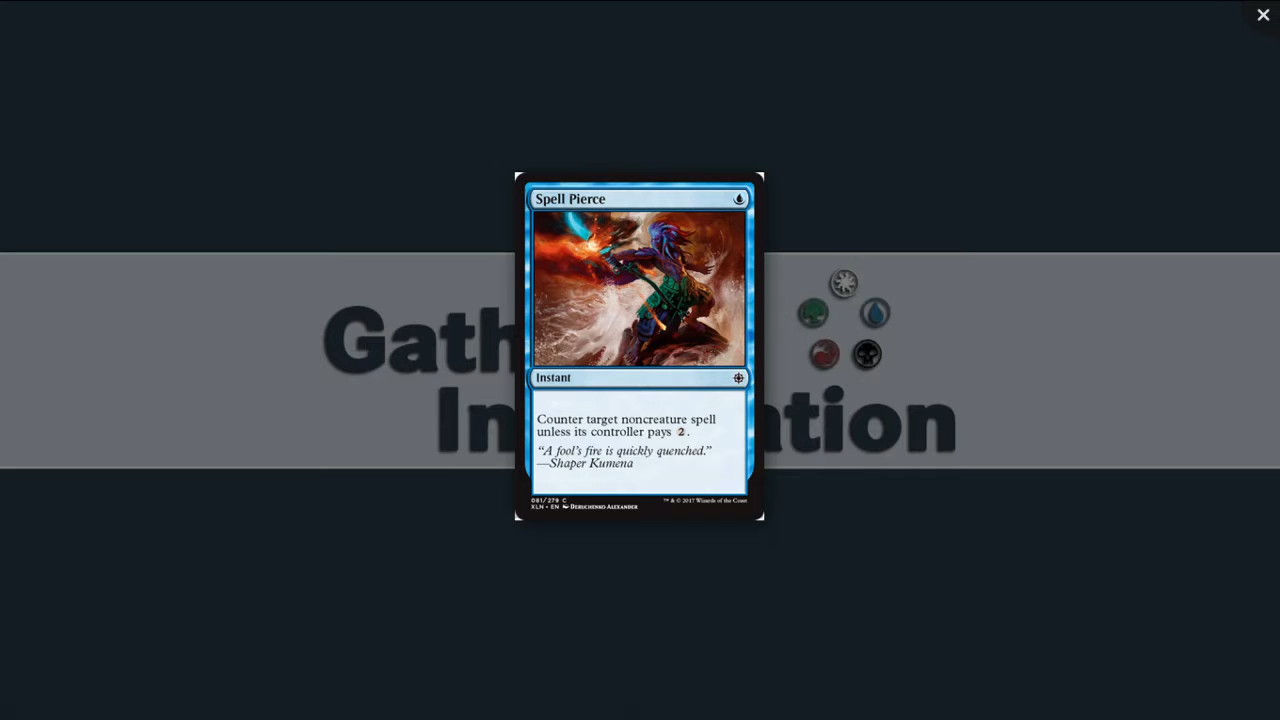 Spell Pierce
Gath
Instant
In
ation
Counter target noncreature spell
unless its controller pays 2.
“A fool’s fire is quickly quenched.”
—Shaper Kumena
081/279 C
XLN • EN Deruchenko Alexander
™ & © 2017 Wizards of the Coast